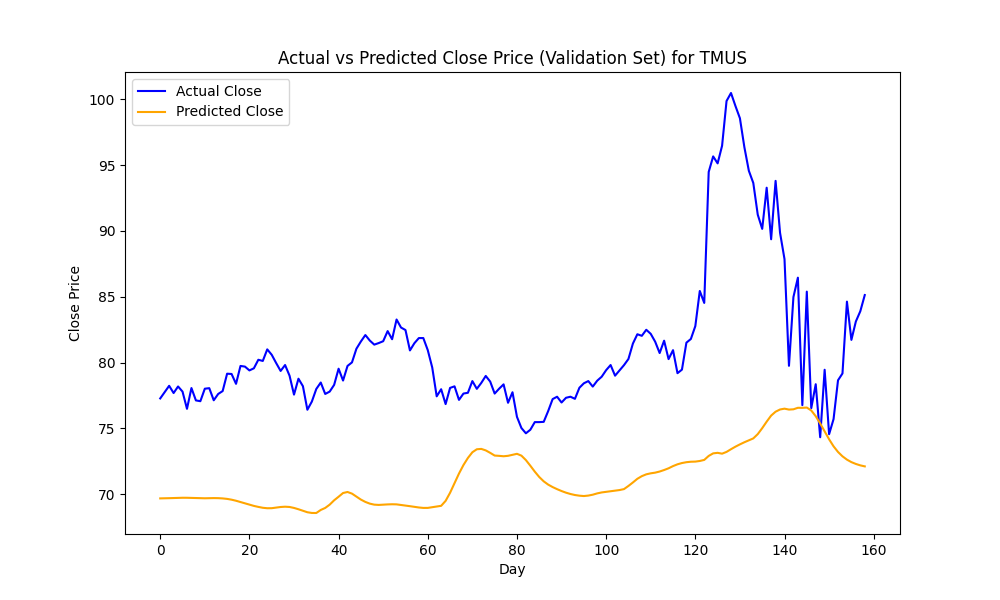 Actual vs Predicted Close Price (Validation Set) for TMUS
Actual Close
Predicted Close
Close Price
100
95
90
85
80
75
70
0 20 40 60 80 100 120 140 160
Day